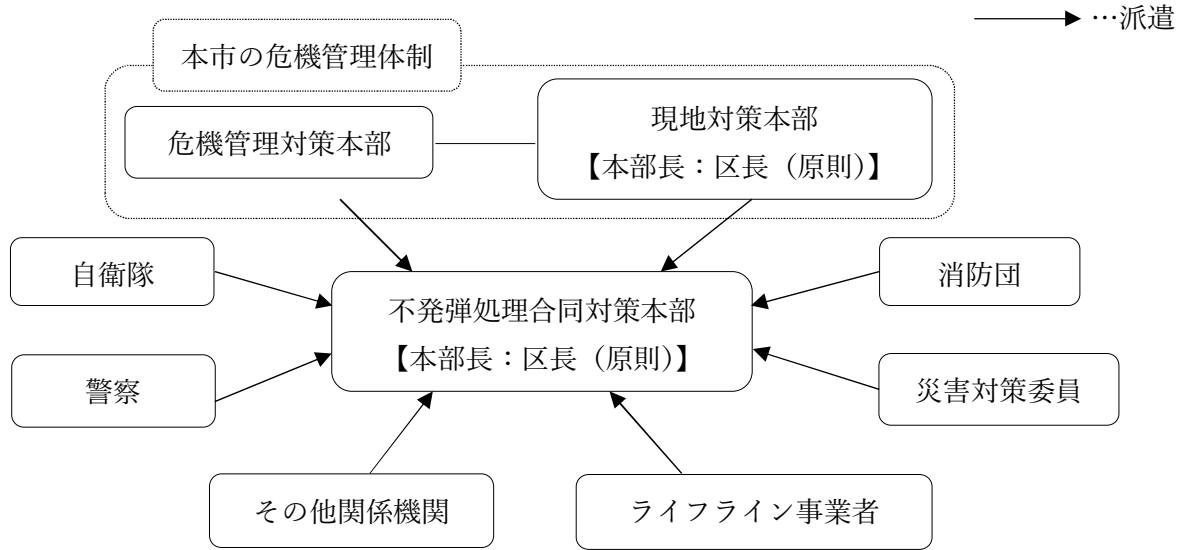 …派遣
本市の危機管理体制
危機管理対策本部
現地対策本部
【本部長：区長（原則）】
自衛隊
消防団
不発弾処理合同対策本部
【本部長：区長（原則）】
警察
災害対策委員
その他関係機関
ライフライン事業者